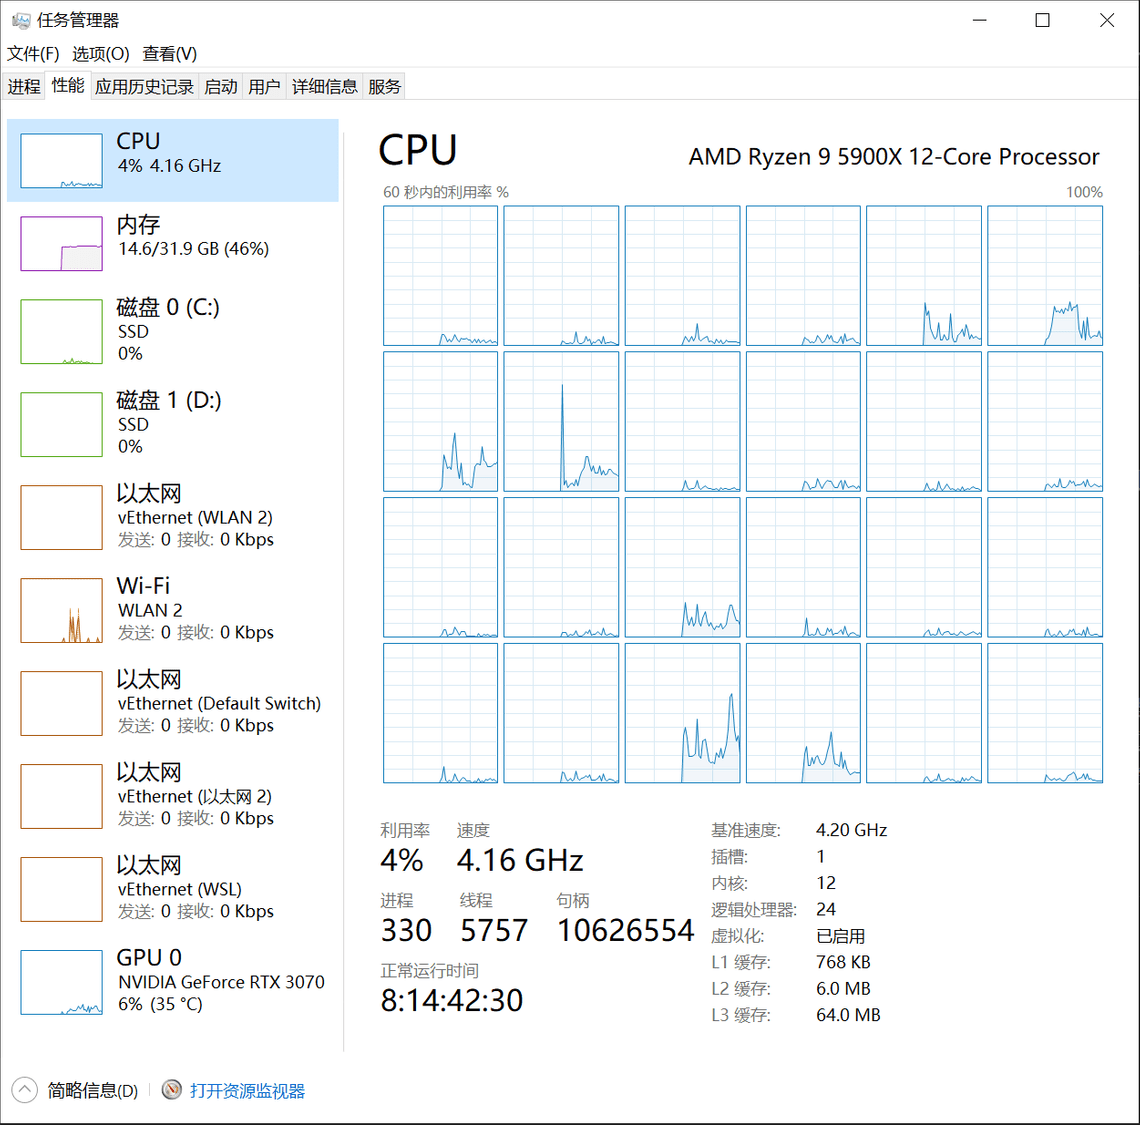 任务管理器
文件(F) 选项(O) 查看(V)
进程 性能 应用历史记录 启动 用户 详细信息 服务
CPU
4% 4.16 GHz
内存
14.6/31.9 GB (46%)
磁盘 0 (C:)
SSD
0%
磁盘 1 (D:)
SSD
0%
以太网
vEthernet (WLAN 2)
发送: 0 接收: 0 Kbps
Wi-Fi
WLAN 2
发送: 0 接收: 0 Kbps
以太网
vEthernet (Default Switch)
发送: 0 接收: 0 Kbps
以太网
vEthernet (以太网 2)
发送: 0 接收: 0 Kbps
以太网
vEthernet (WSL)
发送: 0 接收: 0 Kbps
GPU 0
NVIDIA GeForce RTX 3070
6% (35 °C)
CPU
AMD Ryzen 9 5900X 12-Core Processor
60 秒内的利用率 %
100%
利用率 速度
4% 4.16 GHz
进程 线程 句柄
330 5757 10626554
正常运行时间
8:14:42:30
基准速度: 4.20 GHz
插槽: 1
内核: 12
逻辑处理器: 24
虚拟化: 已启用
L1 缓存: 768 KB
L2 缓存: 6.0 MB
L3 缓存: 64.0 MB
简略信息(D)
打开资源监视器